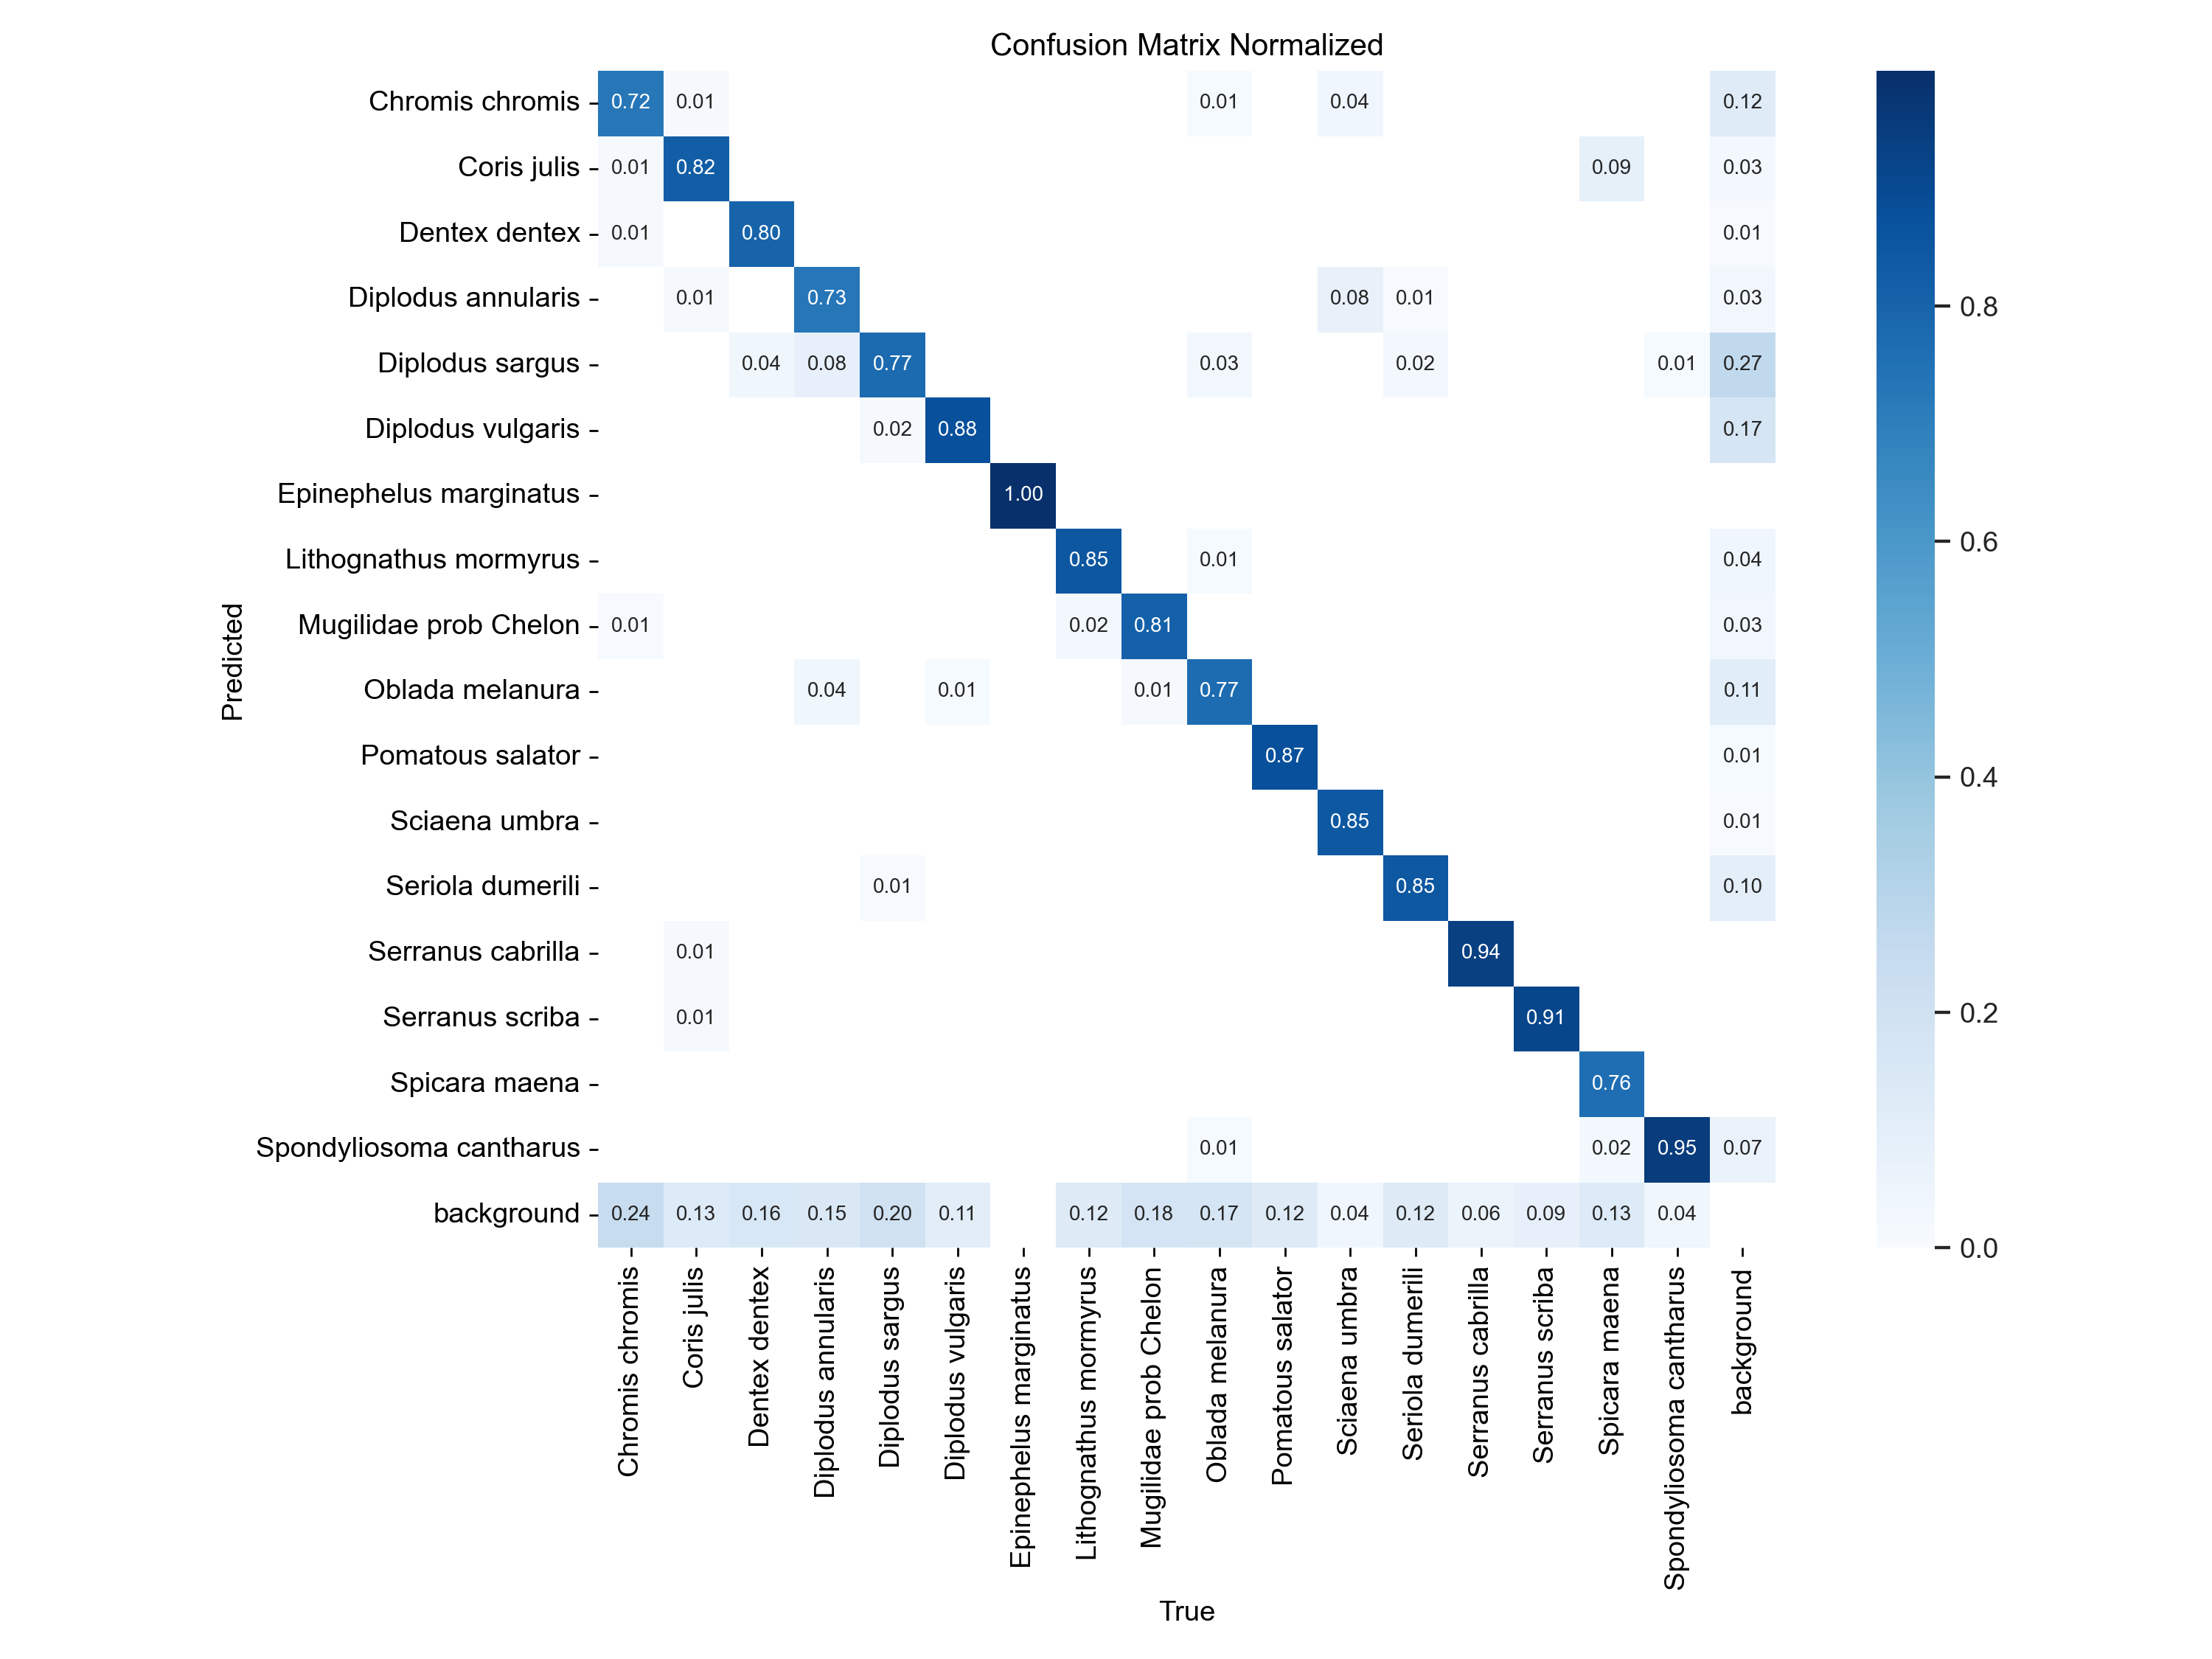 Confusion Matrix Normalized
Chromis chromis 0.72 0.01 0.01 0.04 0.12
Coris julis 0.01 0.82 0.09 0.03
Dentex dentex 0.01 0.80 0.01
Diplodus annularis 0.01 0.73 0.08 0.01 0.03
Diplodus sargus 0.04 0.08 0.77 0.03 0.02 0.01 0.27
Diplodus vulgaris 0.02 0.88 0.17
Epinephelus marginatus 1.00
Lithognathus mormyrus 0.85 0.01 0.04
Mugilidae prob Chelon 0.01 0.02 0.81 0.03
Oblada melanura 0.04 0.01 0.01 0.77 0.11
Pomatous salator 0.87 0.01
Sciaena umbra 0.85 0.01
Seriola dumerili 0.01 0.85 0.10
Serranus cabrilla 0.01 0.94
Serranus scriba 0.01 0.91
Spicara maena 0.76
Spondyliosoma cantharus 0.01 0.02 0.95 0.07
background 0.24 0.13 0.16 0.15 0.20 0.11 0.12 0.18 0.17 0.12 0.04 0.12 0.06 0.09 0.13 0.04
Predicted
Chromis chromis
Coris julis
Dentex dentex
Diplodus annularis
Diplodus sargus
Diplodus vulgaris
Epinephelus marginatus
Lithognathus mormyrus
Mugilidae prob Chelon
Oblada melanura
Pomatous salator
Sciaena umbra
Seriola dumerili
Serranus cabrilla
Serranus scriba
Spicara maena
Spondyliosoma cantharus
background
True
0.8
0.6
0.4
0.2
0.0